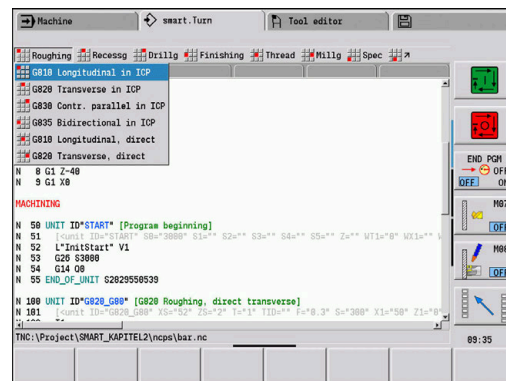 Machine
smart.Turn
Tool editor
Roughing Recessg Drillg Finishing Thread Millg Spec
G810 Longitudinal in ICP
G820 Transverse in ICP
G830 Contr. parallel in ICP
G835 Bidirectional in ICP
G810 Longitudinal, direct
G820 Transverse, direct
N 8 G1 Z-40
N 9 G1 X0
MACHINING
N 50 UNIT ID"START" [Program beginning]
N 51 [<unit ID="START" S0="3000" S1="" S2="" S3="" S4="" S5="" Z="" WT1="0" WX1=""
N 52 L"InitStart" V1
N 53 G26 S3000
N 54 G14 Q0
N 55 END_OF_UNIT S2029550539
N 100 UNIT ID"G820_G80" [G820 Roughing, direct transverse]
N 101 [<unit ID="G820_G80" XS="52" ZS="2" T="1" TID="" F="0.3" S="300" X1="50" Z1="0"
TNC:\Project\SMART_KAPITEL2\ncps\bar.nc
END PGM
OFF
OFF ON
M07
OFF
OFF
09:35